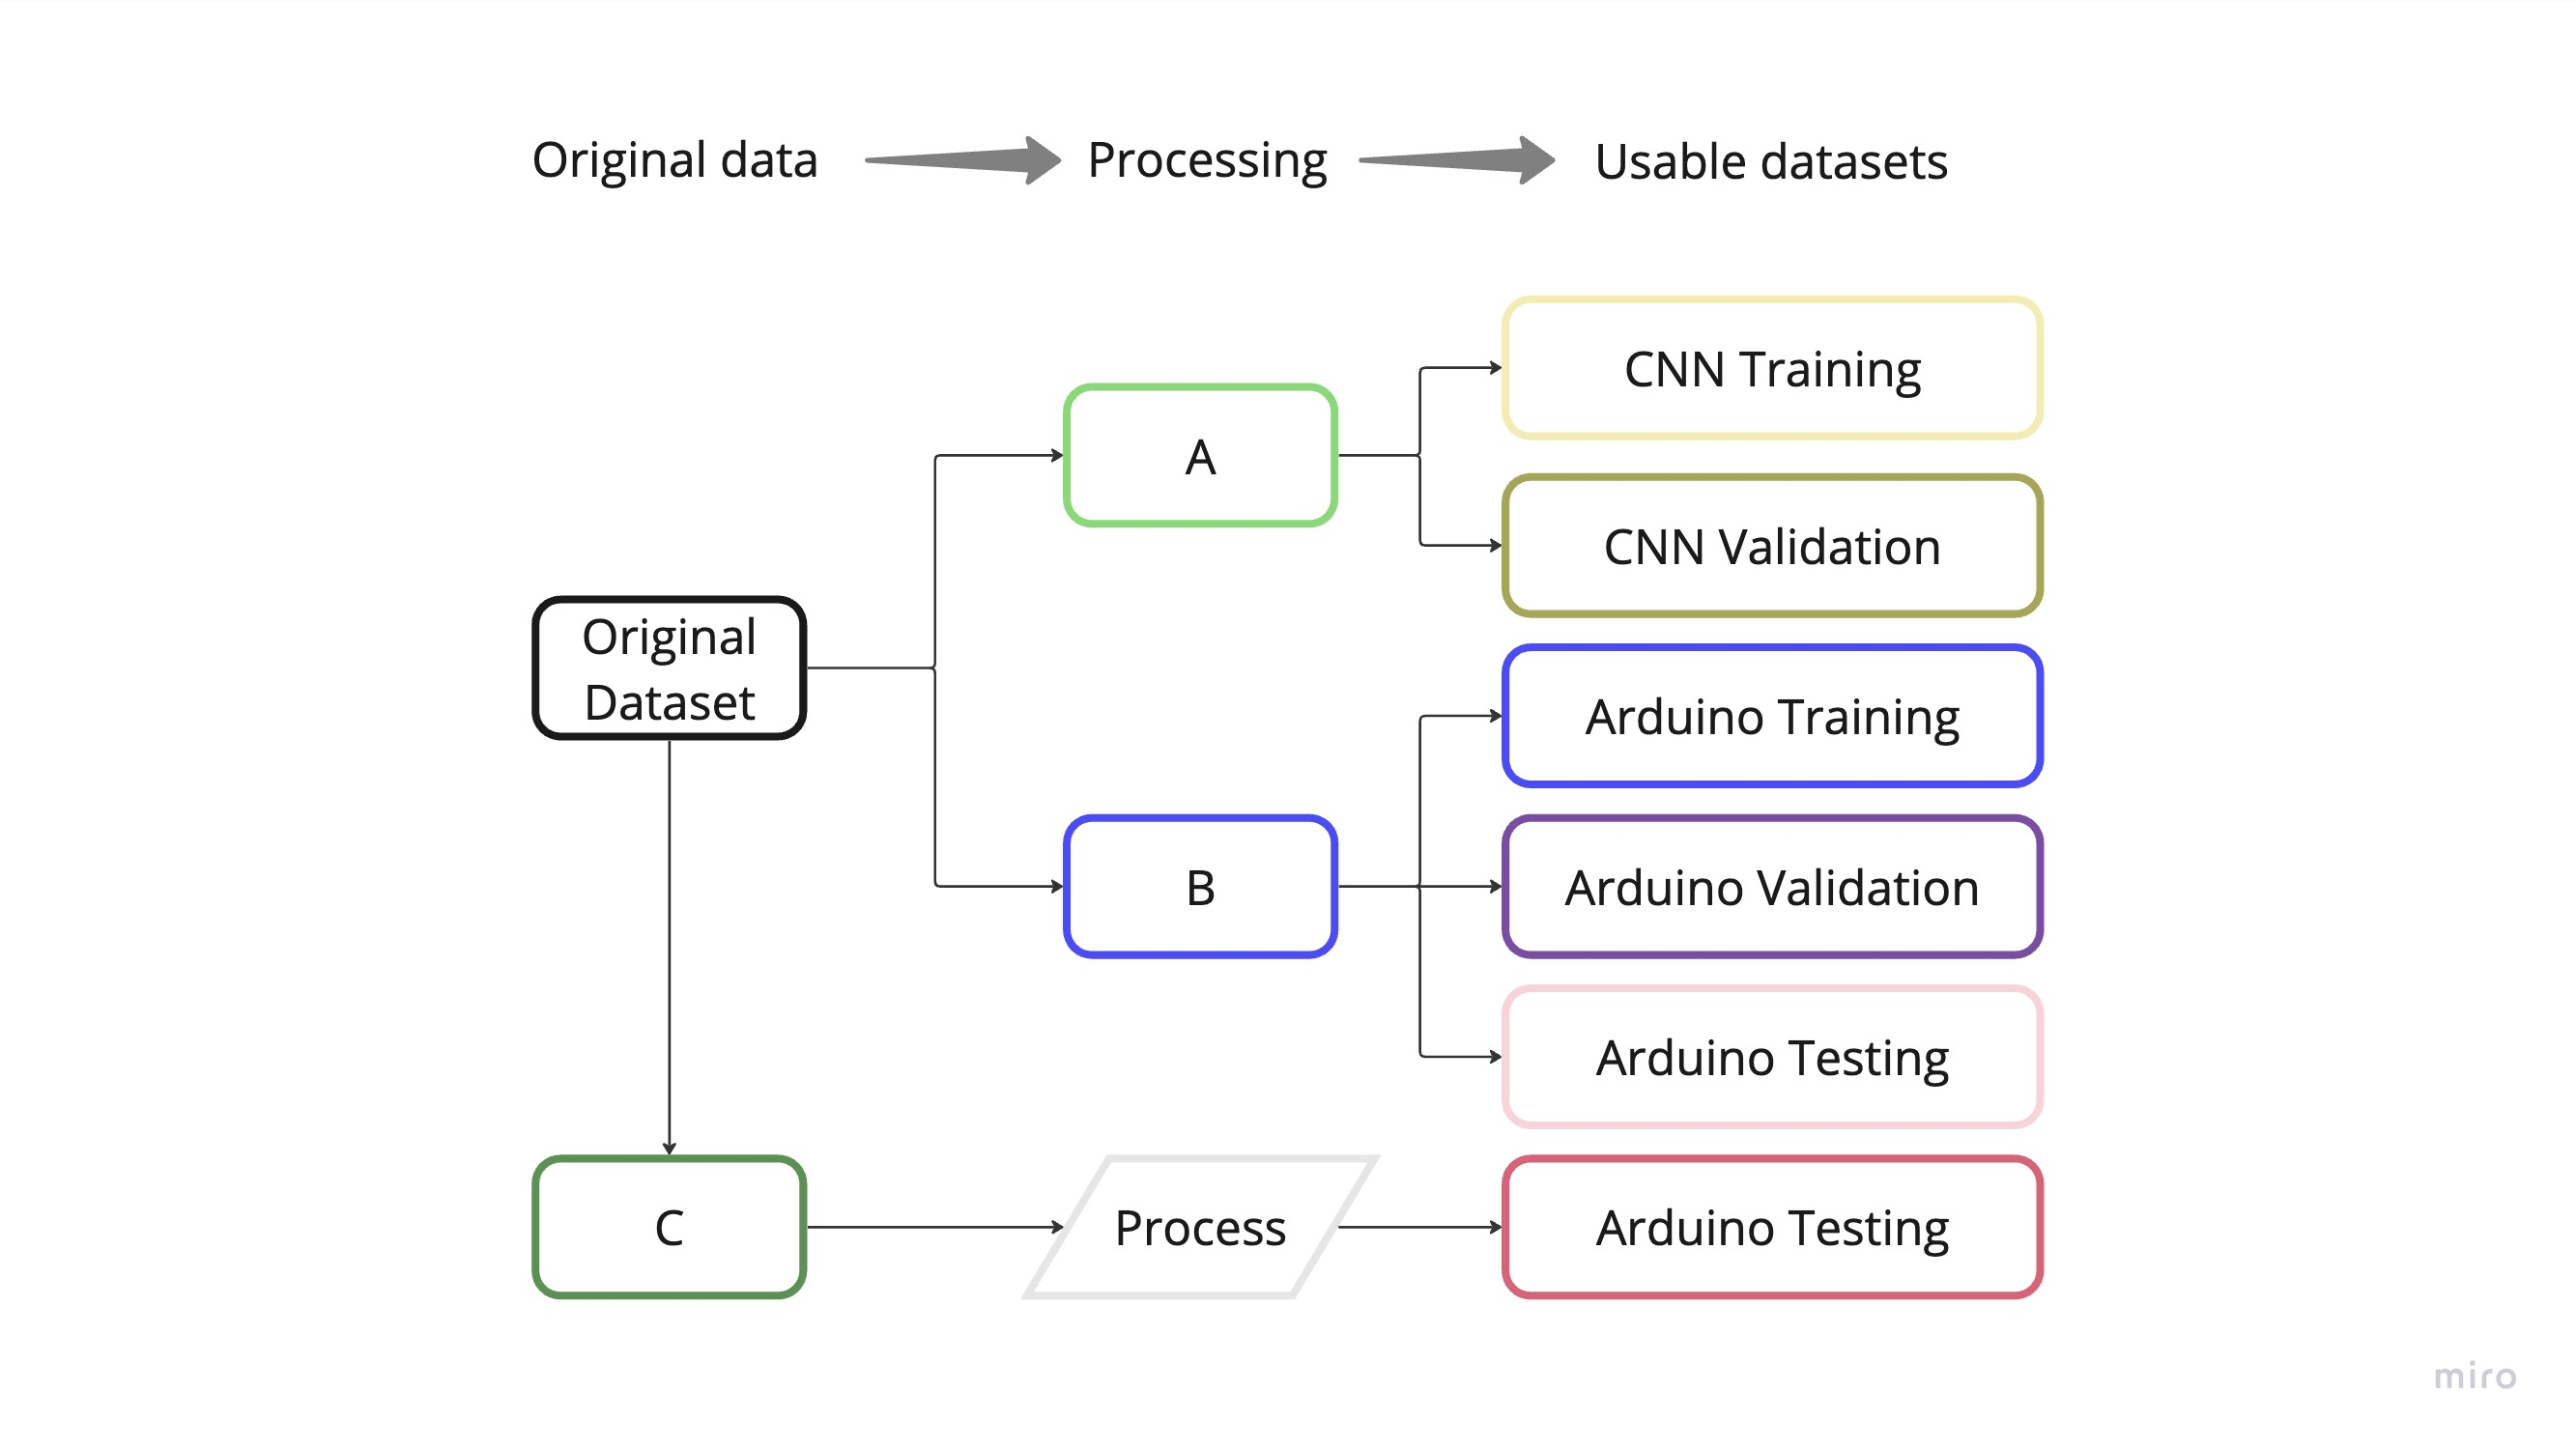 Original data
Processing
Usable datasets
CNN Training
A
CNN Validation
Original
Dataset
Arduino Training
B
Arduino Validation
Arduino Testing
C
Process
Arduino Testing
miro